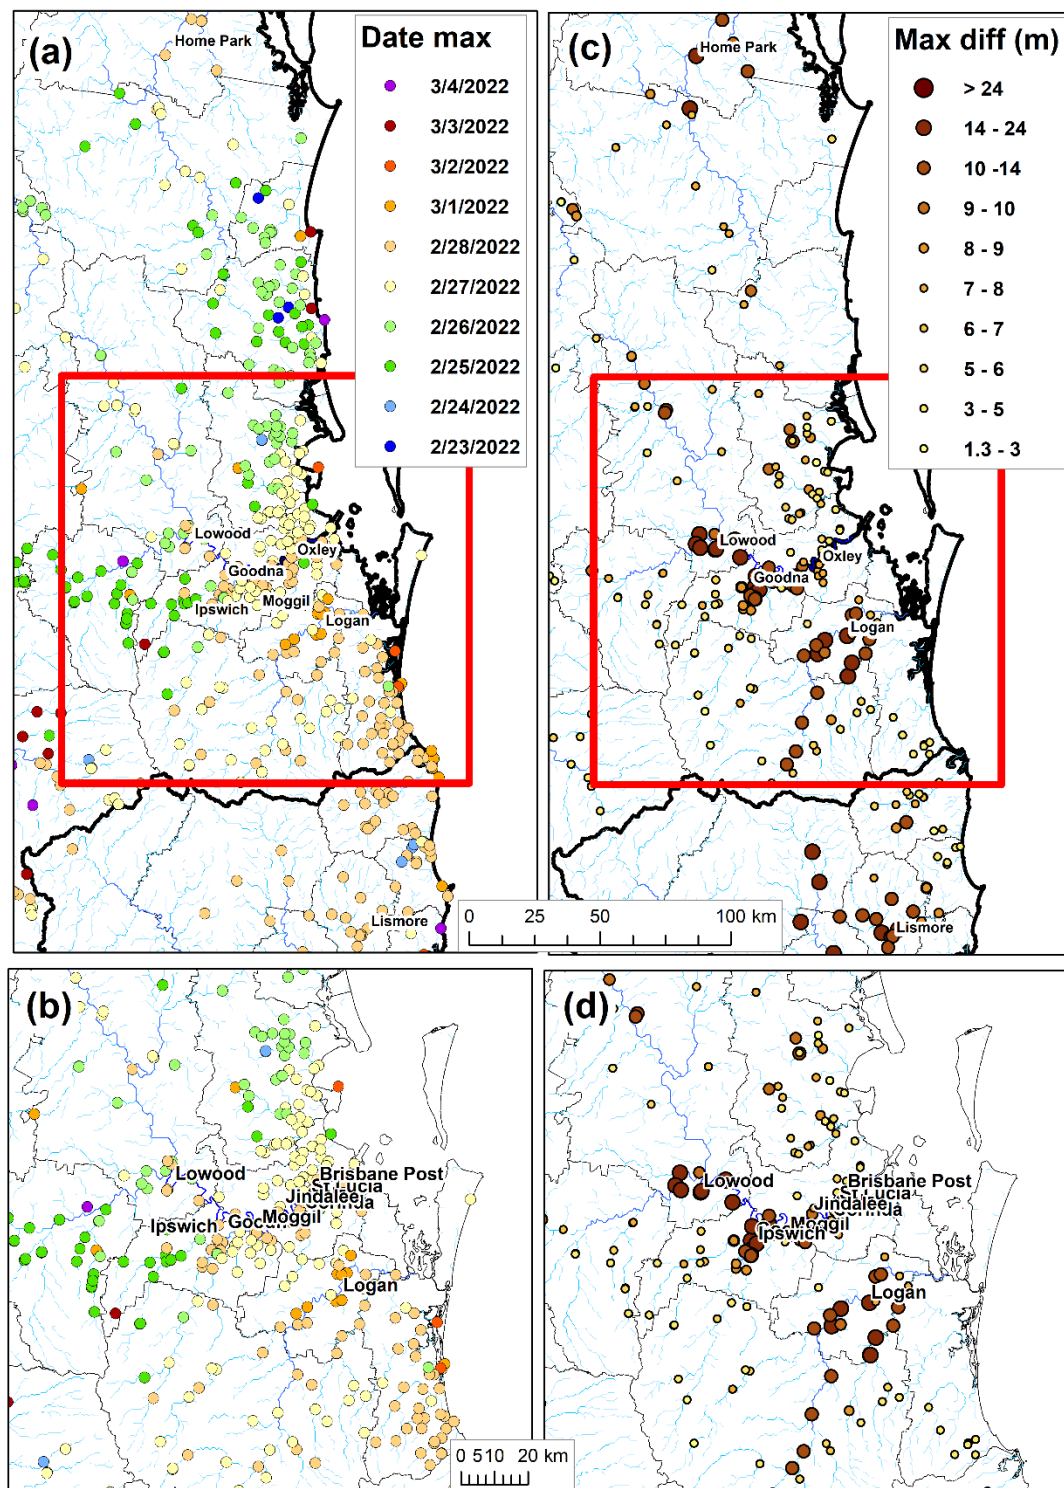 (a)
Home Park
Date max
3/4/2022
3/3/2022
3/2/2022
3/1/2022
2/28/2022
2/27/2022
2/26/2022
2/25/2022
2/24/2022
2/23/2022
Lowood
Oxley
Goodna
Ipswich
Moggil
Logan
Lismore
(c)
Home Park
Max diff (m)
> 24
14 - 24
10 -14
9 - 10
8 - 9
7 - 8
6 - 7
5 - 6
3 - 5
1.3 - 3
Lowood
Oxley
Goodna
Logan
Lismore
0 25 50 100 km
(b)
Lowood
Brisbane Post
St Lucia
Jindalee
Moggil
Ipswich
Logan
0 5 10 20 km
(d)
Lowood
Brisbane Post
St Lucia
Jindalee
Moggil
Ipswich
Logan